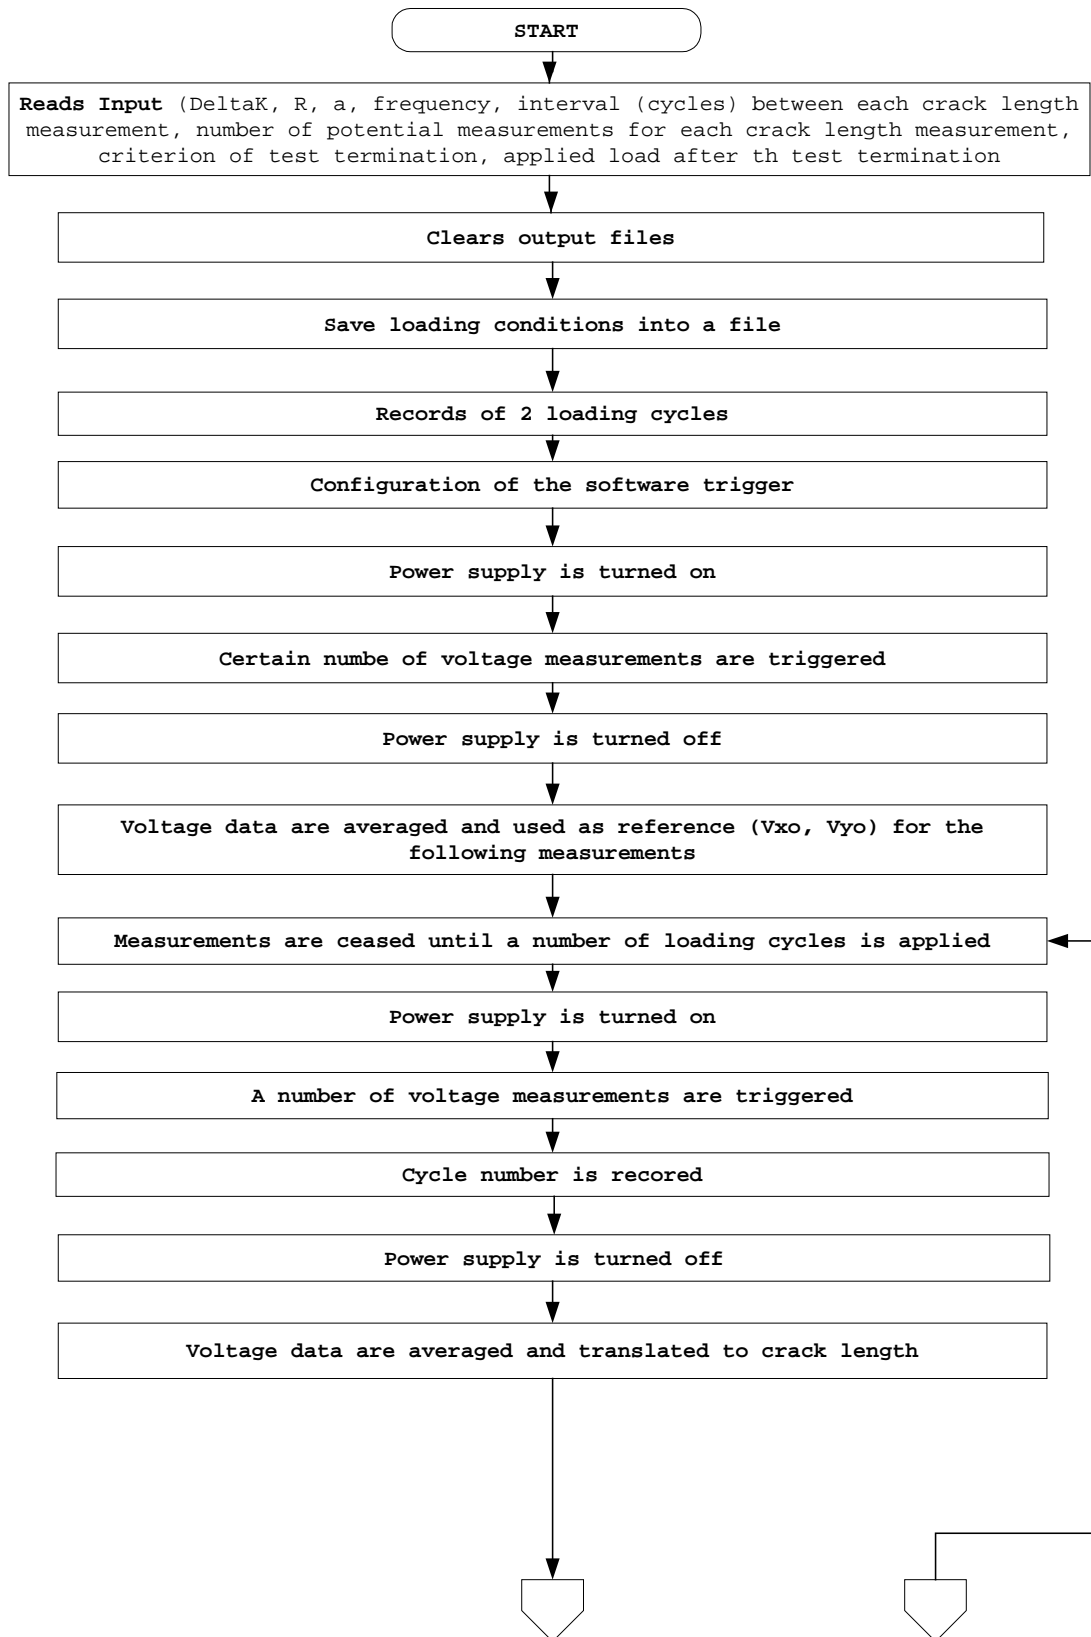 START
Reads Input (DeltaK, R, a, frequency, interval (cycles) between each crack length
measurement, number of potential measurements for each crack length measurement,
criterion of test termination, applied load after th test termination
Clears output files
Save loading conditions into a file
Records of 2 loading cycles
Configuration of the software trigger
Power supply is turned on
Certain numbe of voltage measurements are triggered
Power supply is turned off
Voltage data are averaged and used as reference (Vxo, Vyo) for the
following measurements
Measurements are ceased until a number of loading cycles is applied
Power supply is turned on
A number of voltage measurements are triggered
Cycle number is recored
Power supply is turned off
Voltage data are averaged and translated to crack length